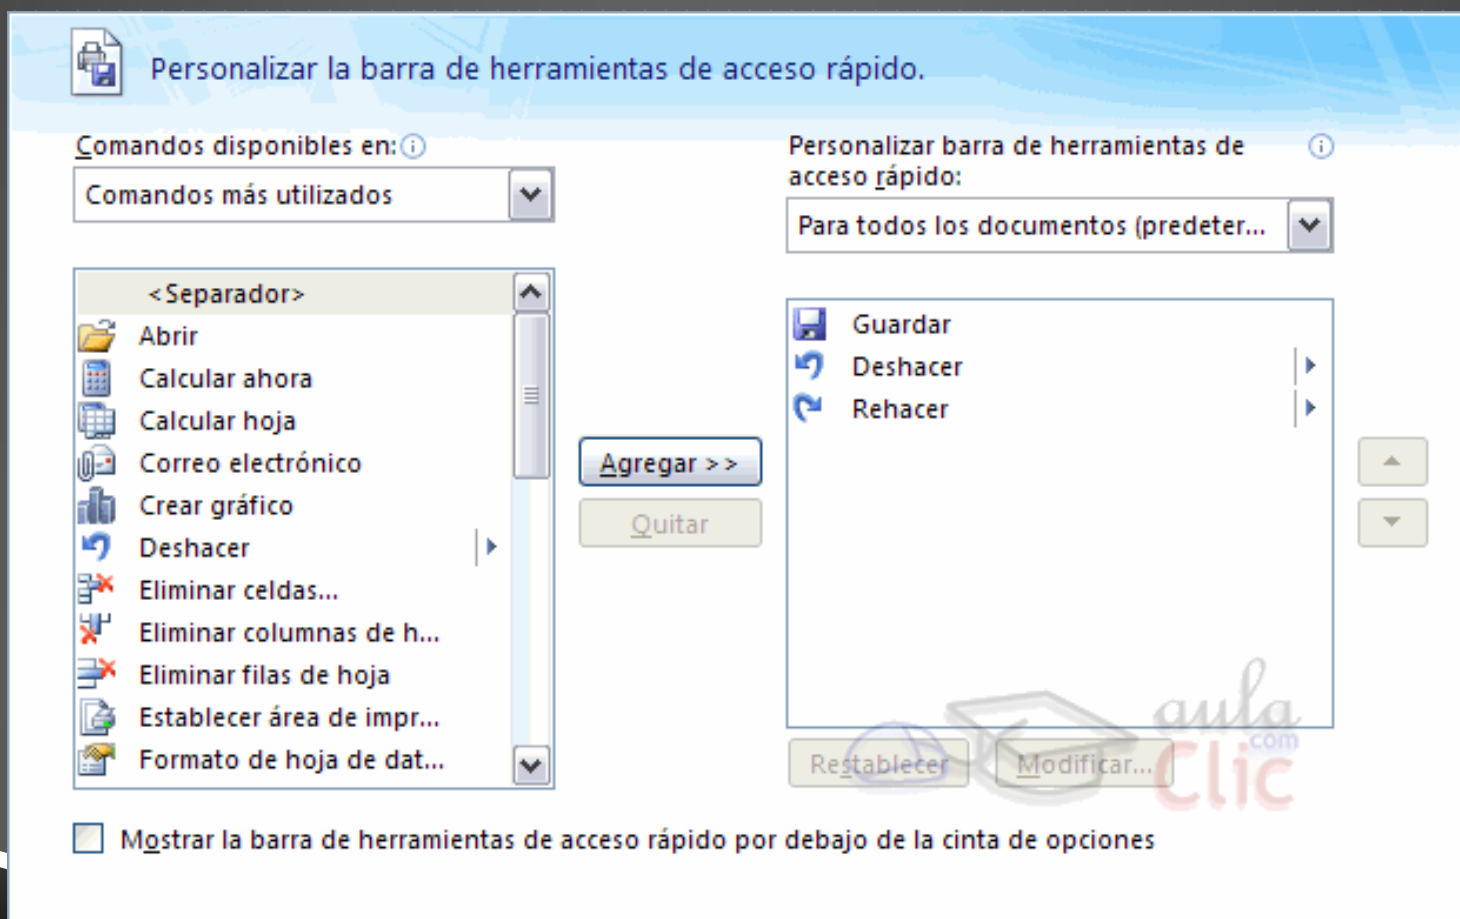 Personalizar la barra de herramientas de acceso rápido.
Comandos disponibles en:
Comandos más utilizados
<Separador>
Abrir
Calcular ahora
Calcular hoja
Correo electrónico
Crear gráfico
Deshacer
Eliminar celdas...
Eliminar columnas de h...
Eliminar filas de hoja
Establecer área de impr...
Formato de hoja de dat...
Agregar >>
Quitar
Personalizar barra de herramientas de
acceso rápido:
Para todos los documentos (predeter...
Guardar
Deshacer
Rehacer
Restablecer
Modificar...
aula
.com
Clic
Mostrar la barra de herramientas de acceso rápido por debajo de la cinta de opciones